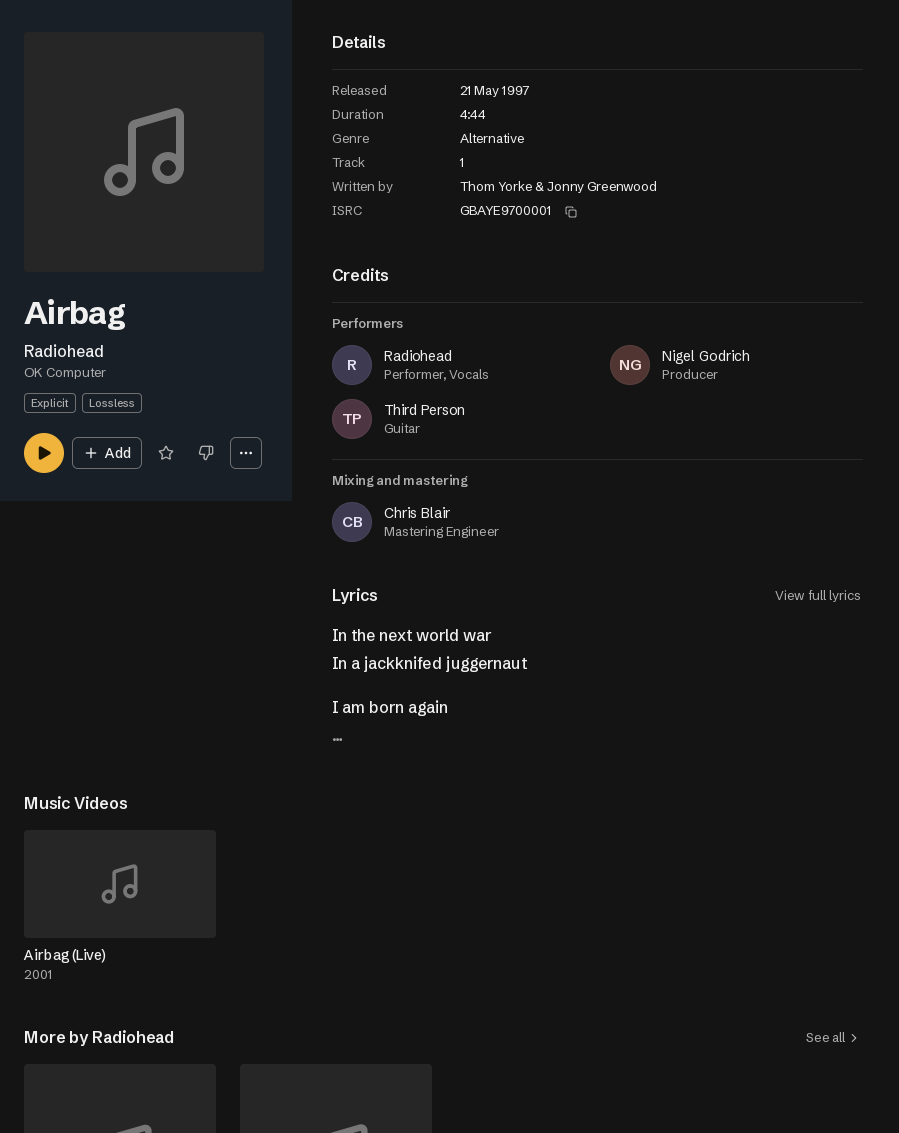 Airbag
Radiohead
OK Computer
Explicit
Lossless
Add
Details
Released 21 May 1997
Duration 4:44
Genre Alternative
Track 1
Written by Thom Yorke & Jonny Greenwood
ISRC GBAYE9700001
Credits
Performers
R Radiohead
Performer, Vocals
NG Nigel Godrich
Producer
TP Third Person
Guitar
Mixing and mastering
CB Chris Blair
Mastering Engineer
Lyrics
View full lyrics
In the next world war
In a jackknifed juggernaut
I am born again
...
Music Videos
Airbag (Live)
2001
More by Radiohead
See all